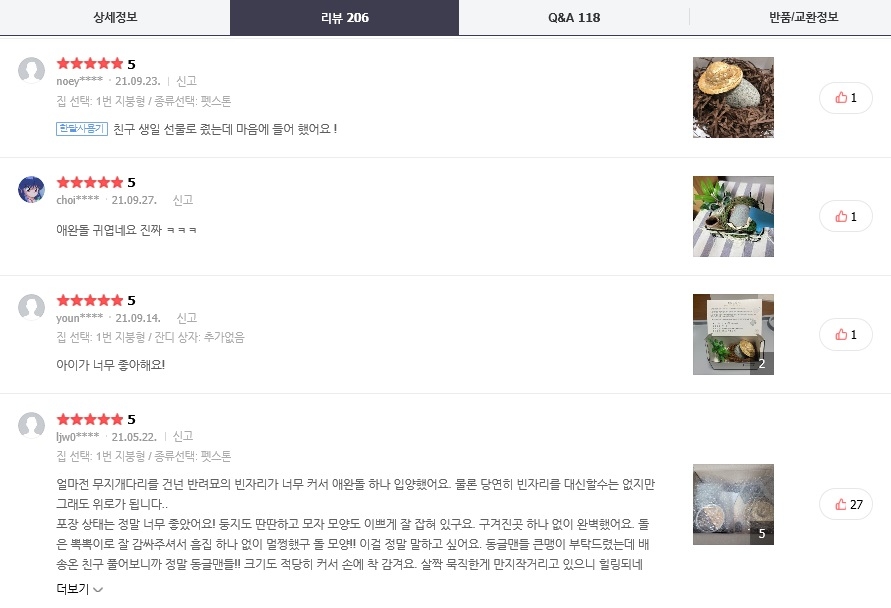 상세정보
리뷰 206
Q&A 118
반품/교환정보
5
noey**** · 21.09.23. | 신고
집 선택: 1번 지붕형 / 종류선택: 펫스톤
한달사용기 친구 생일 선물로 줬는데 마음에 들어 했어요 !
1
5
choi**** · 21.09.27. 신고
애완돌 귀엽네요 진짜 ㅋㅋㅋ
1
5
youn**** · 21.09.14. 신고
집 선택: 1번 지붕형 / 잔디 상자: 추가없음
아이가 너무 좋아해요!
2
1
5
ljw0**** · 21.05.22. | 신고
집 선택: 1번 지붕형 / 종류선택: 펫스톤
얼마전 무지개다리를 건넌 반려묘의 빈자리가 너무 커서 애완돌 하나 입양했어요. 물론 당연히 빈자리를 대신할수는 없지만
그래도 위로가 됩니다..
포장 상태는 정말 너무 좋았어요! 둥지도 딴딴하고 모자 모양도 이쁘게 잘 잡혀 있구요. 구겨진곳 하나 없이 완벽했어요. 돌
은 뽁뽁이로 잘 감싸주셔서 흠집 하나 없이 멀쩡했구 돌 모양!! 이걸 정말 말하고 싶어요. 동글맨들 큰맹이 부탁드렸는데 배
송온 친구 풀어보니까 정말 동글맨들!! 크기도 적당히 커서 손에 착 감겨요. 살짝 묵직한게 만지작거리고 있으니 힐링되네
더보기
5
27